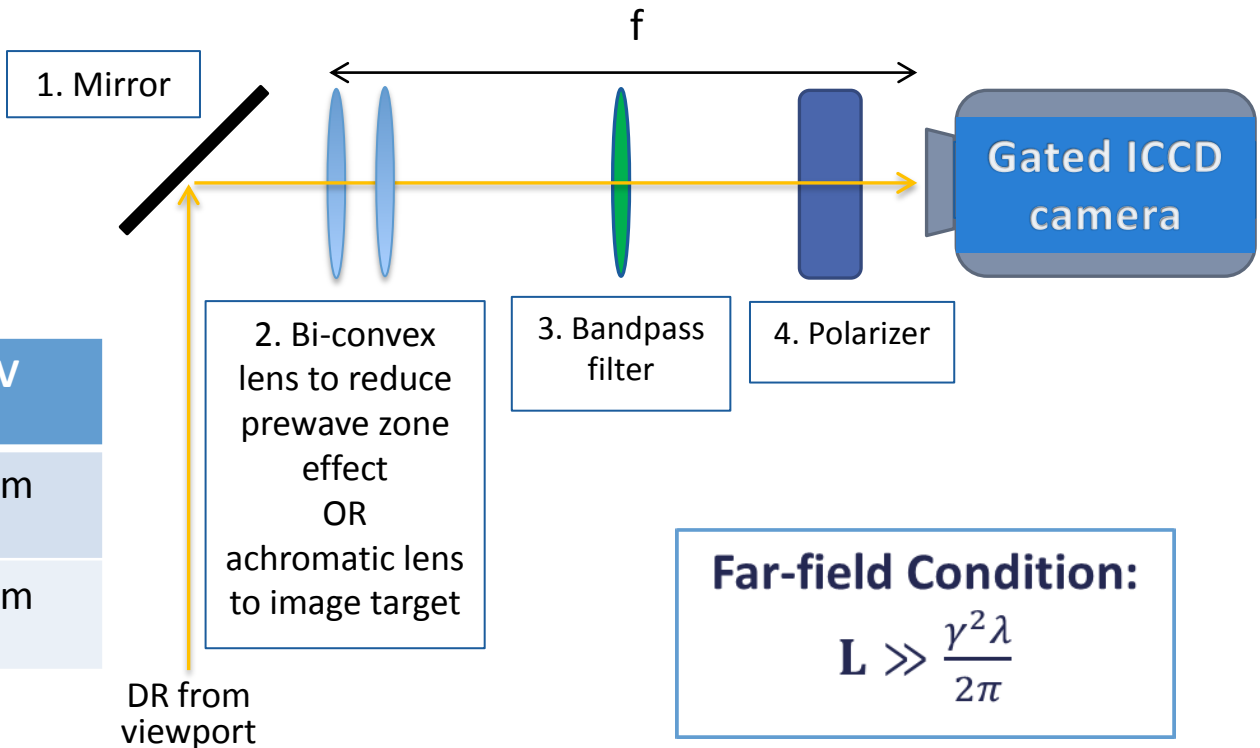 f
1. Mirror
Gated ICCD
camera
2. Bi-convex
lens to reduce
prewave zone
effect
OR
achromatic lens
to image target
3. Bandpass
filter
4. Polarizer
V
m
m
DR from
viewport
Far-field Condition:
L ≫ γ²λ / 2π